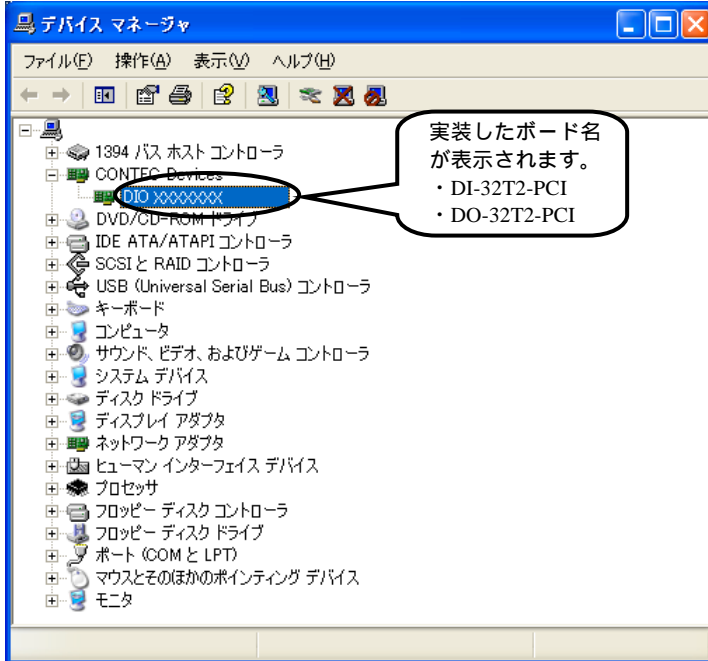 デバイス マネージャ
ファイル(F) 操作(A) 表示(V) ヘルプ(H)
実装したボード名
が表示されます。
・DI-32T2-PCI
・DO-32T2-PCI
1394 バス ホスト コントローラ
CONTEC Devices
DIO XXXXXXX
DVD/CD-ROM ドライブ
IDE ATA/ATAPI コントローラ
SCSI と RAID コントローラ
USB (Universal Serial Bus) コントローラ
キーボード
コンピュータ
サウンド、ビデオ、およびゲーム コントローラ
システム デバイス
ディスク ドライブ
ディスプレイ アダプタ
ネットワーク アダプタ
ヒューマン インターフェイス デバイス
プロセッサ
フロッピー ディスク コントローラ
フロッピー ディスク ドライブ
ポート (COM と LPT)
マウスとそのほかのポインティング デバイス
モニタ